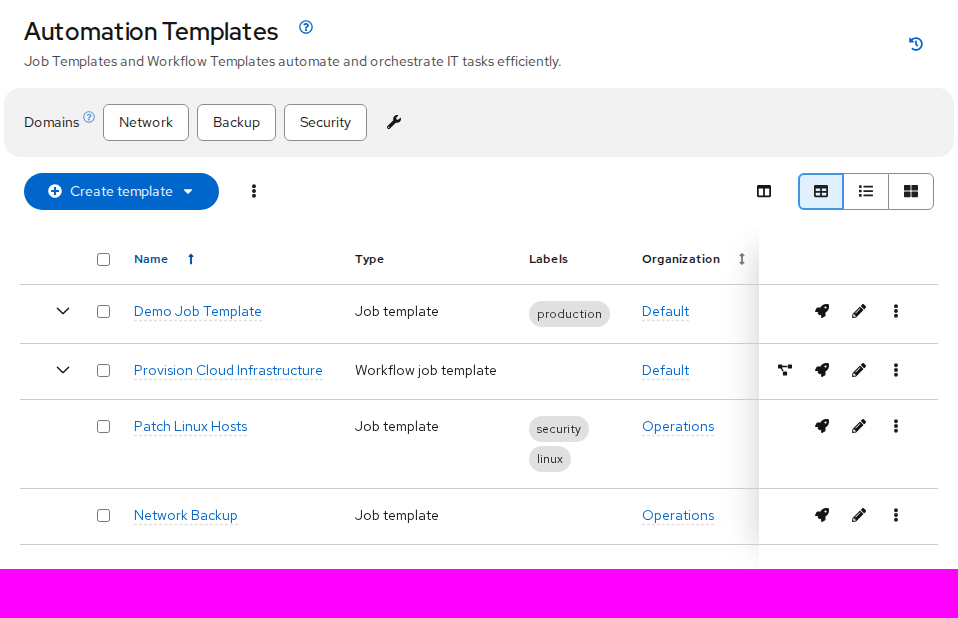 Automation Templates
Job Templates and Workflow Templates automate and orchestrate IT tasks efficiently.
Domains Network Backup Security
Create template
Name Type Labels Organization
Demo Job Template Job template production Default
Provision Cloud Infrastructure Workflow job template Default
Patch Linux Hosts Job template security Operations
linux
Network Backup Job template Operations